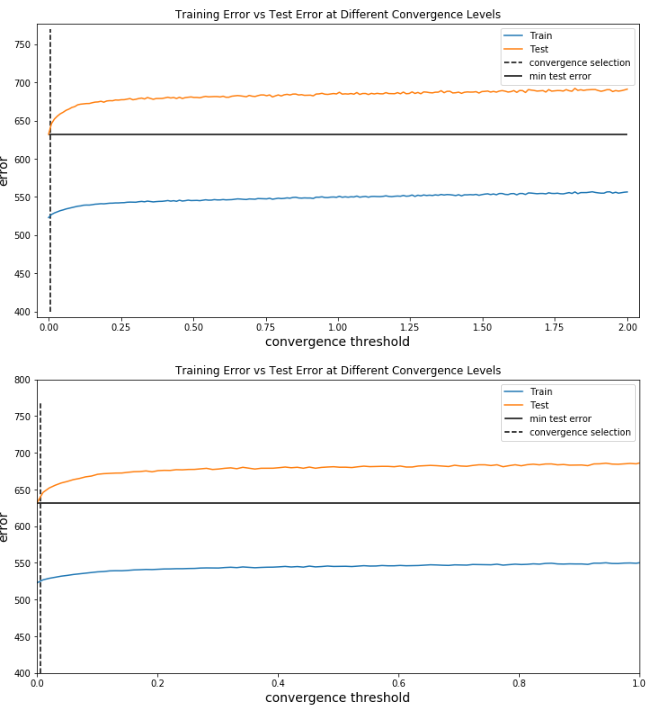 Training Error vs Test Error at Different Convergence Levels
750
700
650
600
550
500
450
400
error
Train
Test
convergence selection
min test error
0.00 0.25 0.50 0.75 1.00 1.25 1.50 1.75 2.00
convergence threshold
Training Error vs Test Error at Different Convergence Levels
800
750
700
650
600
550
500
450
400
error
Train
Test
min test error
convergence selection
0.0 0.2 0.4 0.6 0.8 1.0
convergence threshold